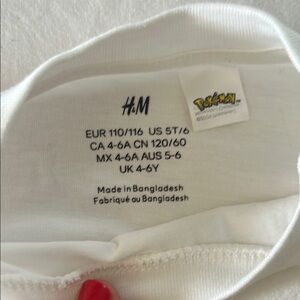 H&M
POKéMON
EUR 110/116 US 5T/6
CA 4-6A CN 120/60
MX 4-6A AUS 5-6
UK 4-6Y
Made in Bangladesh
Fabriqué au Bangladesh